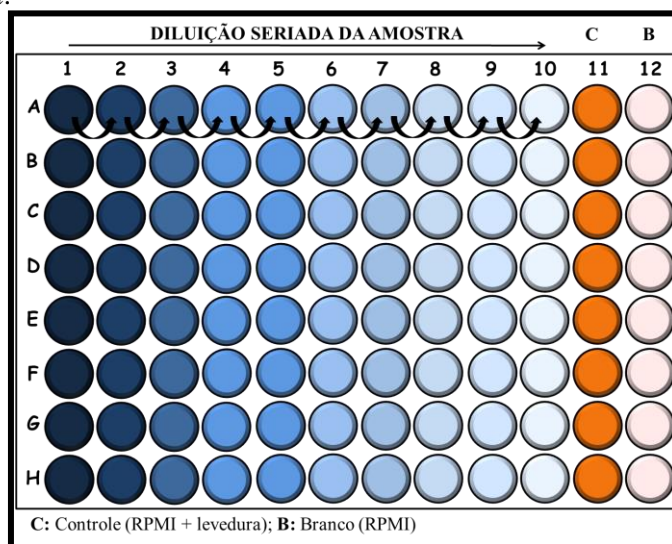 DILUIÇÃO SERIADA DA AMOSTRA C B
1 2 3 4 5 6 7 8 9 10 11 12
A
B
C
D
E
F
G
H
C: Controle (RPMI + levedura); B: Branco (RPMI)